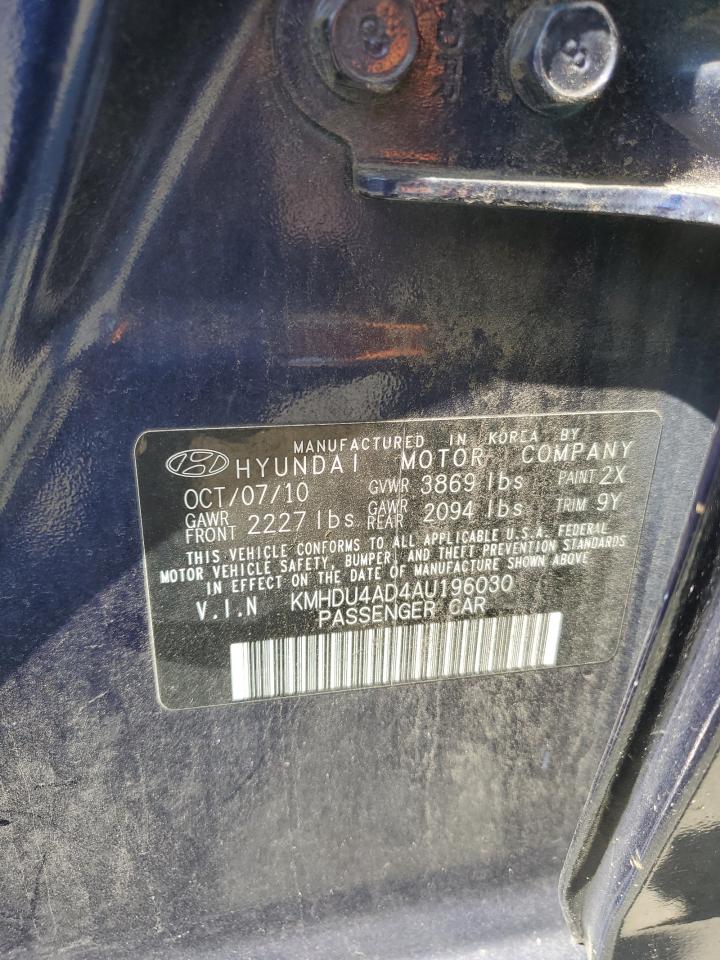 8
8
MANUFACTURED IN KOREA BY
HYUNDAI MOTOR COMPANY
OCT/07/10 GVWR 3869 lbs PAINT 2X
GAWR FRONT 2227 lbs GAWR REAR 2094 lbs TRIM 9Y
THIS VEHICLE CONFORMS TO ALL APPLICABLE U.S.A. FEDERAL
MOTOR VEHICLE SAFETY, BUMPER, AND THEFT PREVENTION STANDARDS
IN EFFECT ON THE DATE OF MANUFACTURE SHOWN ABOVE
V.I.N KMHDU4AD4AU196030
PASSENGER CAR